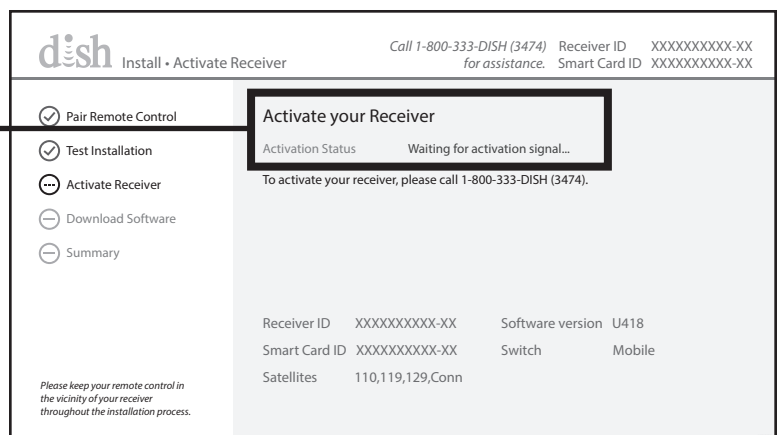 dish Install • Activate Receiver
Call 1-800-333-DISH (3474)
for assistance.
Receiver ID XXXXXXXXXX-XX
Smart Card ID XXXXXXXXXX-XX
Pair Remote Control
Test Installation
Activate Receiver
Download Software
Summary
Please keep your remote control in
the vicinity of your receiver
throughout the installation process.
Activate your Receiver
Activation Status Waiting for activation signal...
To activate your receiver, please call 1-800-333-DISH (3474).
Receiver ID XXXXXXXXXX-XX Software version U418
Smart Card ID XXXXXXXXXX-XX Switch Mobile
Satellites 110,119,129,Conn